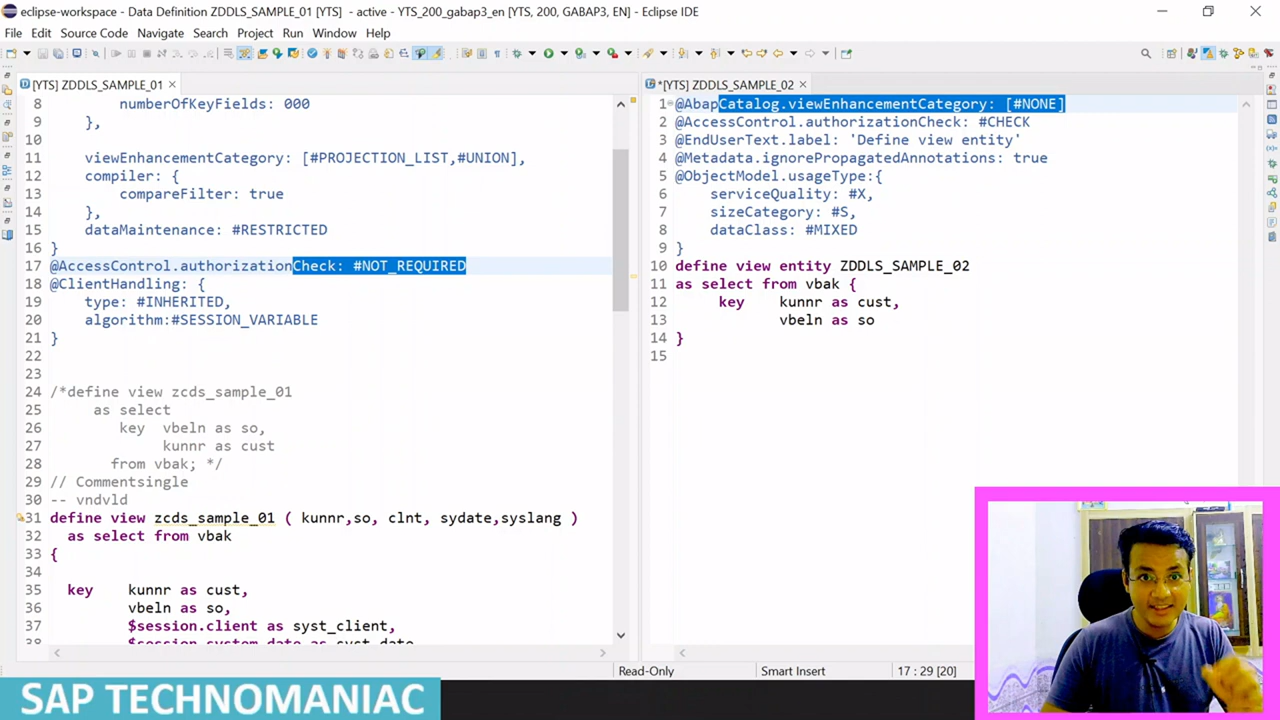 eclipse-workspace - Data Definition ZDDLS_SAMPLE_01 [YTS] - active - YTS_200_gabap3_en [YTS, 200, GABAP3, EN] - Eclipse IDE
File Edit Source Code Navigate Search Project Run Window Help
[YTS] ZDDLS_SAMPLE_01
8 numberOfKeyFields: 000
9 },
10
11 viewEnhancementCategory: [#PROJECTION_LIST,#UNION],
12 compiler: {
13 compareFilter: true
14 },
15 dataMaintenance: #RESTRICTED
16 }
17 @AccessControl.authorizationCheck: #NOT_REQUIRED
18 @ClientHandling: {
19 type: #INHERITED,
20 algorithm:#SESSION_VARIABLE
21 }
22
23
24 /*define view zcds_sample_01
25 as select
26 key vbeln as so,
27 kunnr as cust
28 from vbak; */
29 // Commentsingle
30 -- vndvld
31 define view zcds_sample_01 ( kunnr,so, clnt, sydate,syslang )
32 as select from vbak
33 {
34
35 key kunnr as cust,
36 vbeln as so,
37 $session.client as syst_client,
38 $session.system_date as syst_date
*[YTS] ZDDLS_SAMPLE_02
1 @AbapCatalog.viewEnhancementCategory: [#NONE]
2 @AccessControl.authorizationCheck: #CHECK
3 @EndUserText.label: 'Define view entity'
4 @Metadata.ignorePropagatedAnnotations: true
5 @ObjectModel.usageType:{
6 serviceQuality: #X,
7 sizeCategory: #S,
8 dataClass: #MIXED
9 }
10 define view entity ZDDLS_SAMPLE_02
11 as select from vbak {
12 key kunnr as cust,
13 vbeln as so
14 }
15
Read-Only Smart Insert 17 : 29 [20]
SAP TECHNOMANIAC